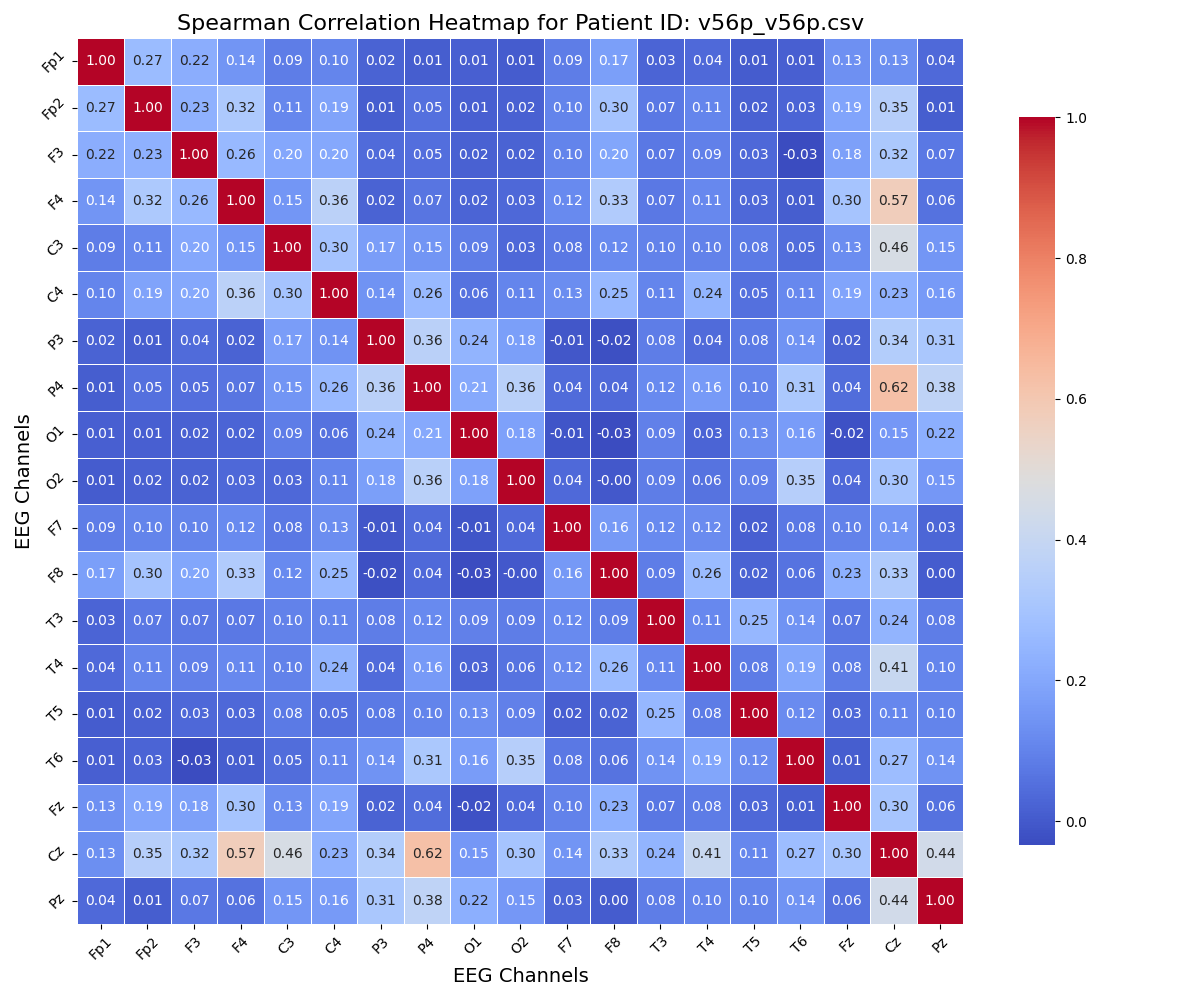 Spearman Correlation Heatmap for Patient ID: v56p_v56p.csv
Fp1 1.00 0.27 0.22 0.14 0.09 0.10 0.02 0.01 0.01 0.01 0.09 0.17 0.03 0.04 0.01 0.01 0.13 0.13 0.04
Fp2 0.27 1.00 0.23 0.32 0.11 0.19 0.01 0.05 0.01 0.02 0.10 0.30 0.07 0.11 0.02 0.03 0.19 0.35 0.01
F3 0.22 0.23 1.00 0.26 0.20 0.20 0.04 0.05 0.02 0.02 0.10 0.20 0.07 0.09 0.03 -0.03 0.18 0.32 0.07
F4 0.14 0.32 0.26 1.00 0.15 0.36 0.02 0.07 0.02 0.03 0.12 0.33 0.07 0.11 0.03 0.01 0.30 0.57 0.06
C3 0.09 0.11 0.20 0.15 1.00 0.30 0.17 0.15 0.09 0.03 0.08 0.12 0.10 0.10 0.08 0.05 0.13 0.46 0.15
C4 0.10 0.19 0.20 0.36 0.30 1.00 0.14 0.26 0.06 0.11 0.13 0.25 0.11 0.24 0.05 0.11 0.19 0.23 0.16
P3 0.02 0.01 0.04 0.02 0.17 0.14 1.00 0.36 0.24 0.18 -0.01 -0.02 0.08 0.04 0.08 0.14 0.02 0.34 0.31
P4 0.01 0.05 0.05 0.07 0.15 0.26 0.36 1.00 0.21 0.36 0.04 0.04 0.12 0.16 0.10 0.31 0.04 0.62 0.38
O1 0.01 0.01 0.02 0.02 0.09 0.06 0.24 0.21 1.00 0.18 -0.01 -0.03 0.09 0.03 0.13 0.16 -0.02 0.15 0.22
O2 0.01 0.02 0.02 0.03 0.03 0.11 0.18 0.36 0.18 1.00 0.04 -0.00 0.09 0.06 0.09 0.35 0.04 0.30 0.15
F7 0.09 0.10 0.10 0.12 0.08 0.13 -0.01 0.04 -0.01 0.04 1.00 0.16 0.12 0.12 0.02 0.08 0.10 0.14 0.03
F8 0.17 0.30 0.20 0.33 0.12 0.25 -0.02 0.04 -0.03 -0.00 0.16 1.00 0.09 0.26 0.02 0.06 0.23 0.33 0.00
T3 0.03 0.07 0.07 0.07 0.10 0.11 0.08 0.12 0.09 0.09 0.12 0.09 1.00 0.11 0.25 0.14 0.07 0.24 0.08
T4 0.04 0.11 0.09 0.11 0.10 0.24 0.04 0.16 0.03 0.06 0.12 0.26 0.11 1.00 0.08 0.19 0.08 0.41 0.10
T5 0.01 0.02 0.03 0.03 0.08 0.05 0.08 0.10 0.13 0.09 0.02 0.02 0.25 0.08 1.00 0.12 0.03 0.11 0.10
T6 0.01 0.03 -0.03 0.01 0.05 0.11 0.14 0.31 0.16 0.35 0.08 0.06 0.14 0.19 0.12 1.00 0.01 0.27 0.14
Fz 0.13 0.19 0.18 0.30 0.13 0.19 0.02 0.04 -0.02 0.04 0.10 0.23 0.07 0.08 0.03 0.01 1.00 0.30 0.06
Cz 0.13 0.35 0.32 0.57 0.46 0.23 0.34 0.62 0.15 0.30 0.14 0.33 0.24 0.41 0.11 0.27 0.30 1.00 0.44
Pz 0.04 0.01 0.07 0.06 0.15 0.16 0.31 0.38 0.22 0.15 0.03 0.00 0.08 0.10 0.10 0.14 0.06 0.44 1.00
Fp1 Fp2 F3 F4 C3 C4 P3 P4 O1 O2 F7 F8 T3 T4 T5 T6 Fz Cz Pz
EEG Channels
EEG Channels
1.0
0.8
0.6
0.4
0.2
0.0